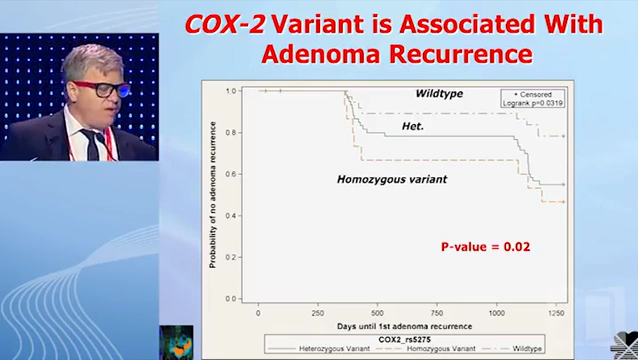 COX-2 Variant is Associated With
Adenoma Recurrence
Wildtype
+ Censored
Logrank p=0.0319
Het.
Homozygous variant
P-value = 0.02
Probability of no adenoma recurrence
1.0
0.8
0.6
0.4
0.2
0.0
0 250 500 750 1000 1250
Days until 1st adenoma recurrence
COX2_rs5275
Heterozygous Variant Homozygous Variant Wildtype